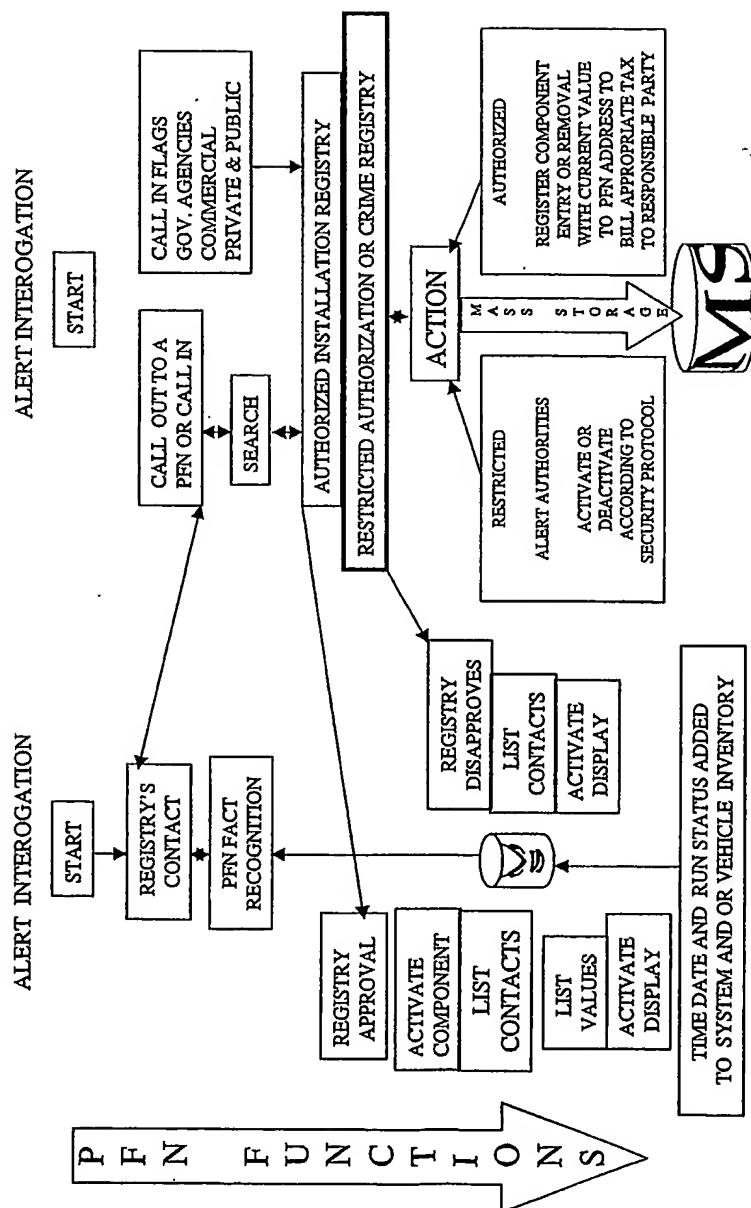 ALERT INTEROGATION
START
REGISTRY'S
CONTACT
PFN FACT
RECOGNITION
REGISTRY
APPROVAL
ACTIVATE
COMPONENT
LIST
CONTACTS
LIST
VALUES
ACTIVATE
DISPLAY
REGISTRY
DISAPPROVES
LIST
CONTACTS
ACTIVATE
DISPLAY
TIME DATE AND RUN STATUS ADDED
TO SYSTEM AND OR VEHICLE INVENTORY
PFN FUNCTIONS
ALERT INTEROGATION
START
CALL OUT TO A
PFN OR CALL IN
SEARCH
CALL IN FLAGS
GOV. AGENCIES
COMMERCIAL
PRIVATE & PUBLIC
AUTHORIZED INSTALLATION REGISTRY
RESTRICTED AUTHORIZATION OR CRIME REGISTRY
ACTION
MASS STORAGE
MS
RESTRICTED
ALERT AUTHORITIES
ACTIVATE OR
DEACTIVATE
ACCORDING TO
SECURITY PROTOCOL
AUTHORIZED
REGISTER COMPONENT
ENTRY OR REMOVAL
WITH CURRENT VALUE
TO PFN ADDRESS TO
BILL APPROPRIATE TAX
TO RESPONSIBLE PARTY